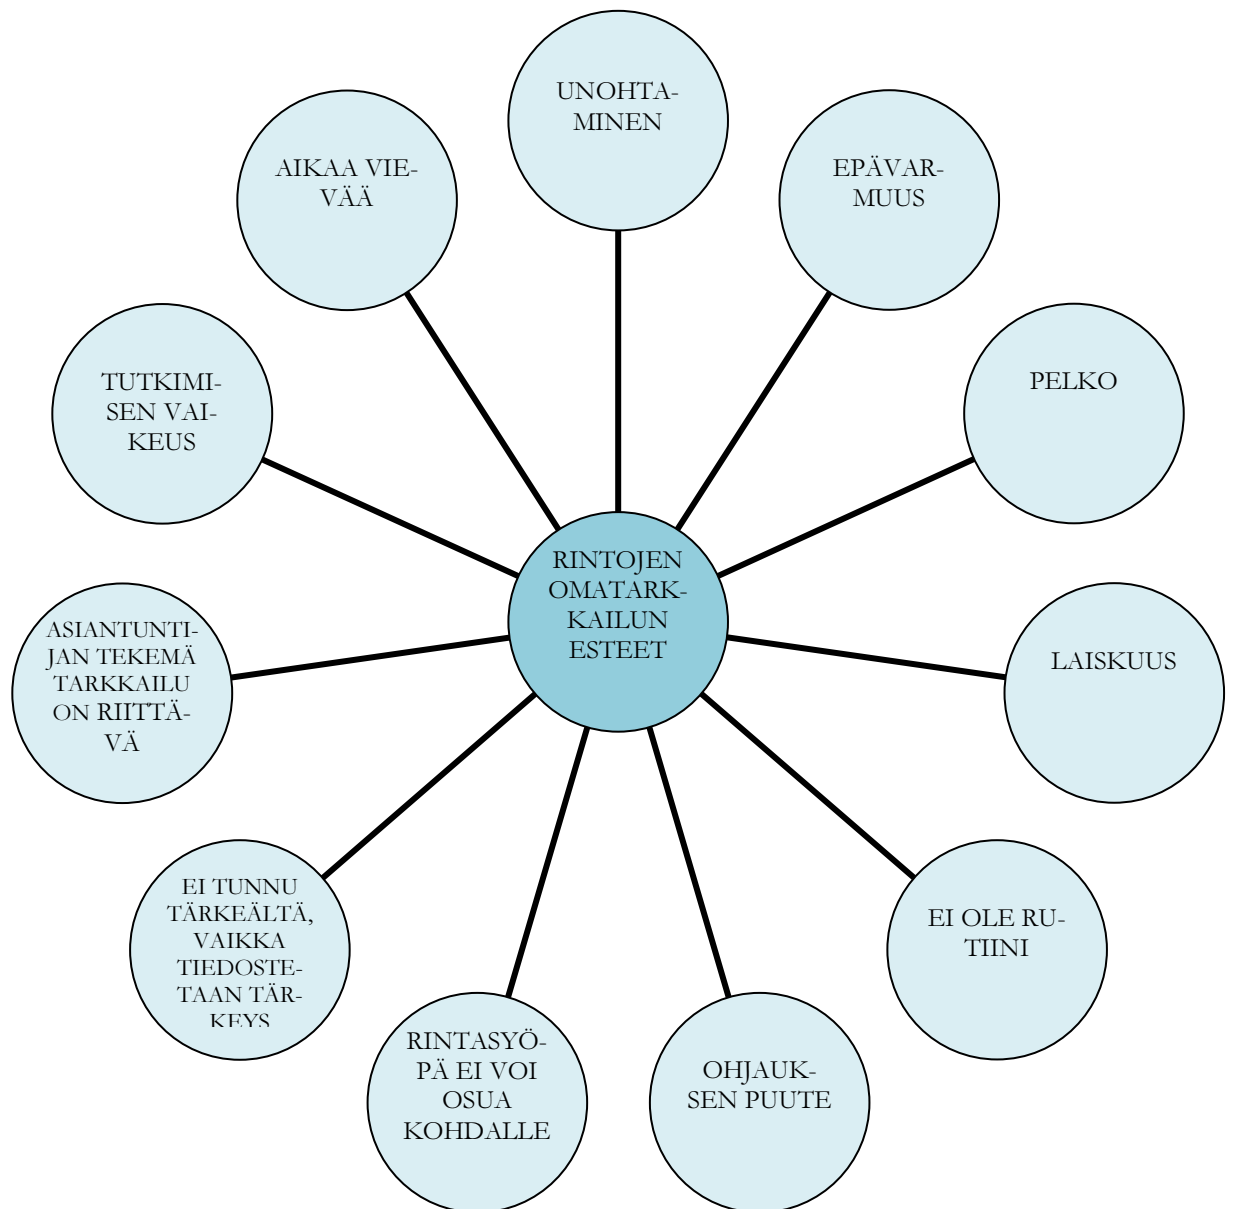 UNOHTA-
MINEN
EPÄVAR-
MUUS
PELKO
LAISKUUS
EI OLE RU-
TIINI
OHJAUK-
SEN PUUTE
RINTASYÖ-
PÄ EI VOI
OSUA
KOHDALLE
EI TUNNU
TÄRKEÄLTÄ,
VAIKKA
TIEDOSTE-
TAAN TÄR-
KEYS
ASIANTUNTI-
JAN TEKEMÄ
TARKKAILU
ON RIITTÄ-
VÄ
TUTKIMI-
SEN VAI-
KEUS
AIKAA VIE-
VÄÄ
RINTOJEN
OMATARK-
KAILUN
ESTEET